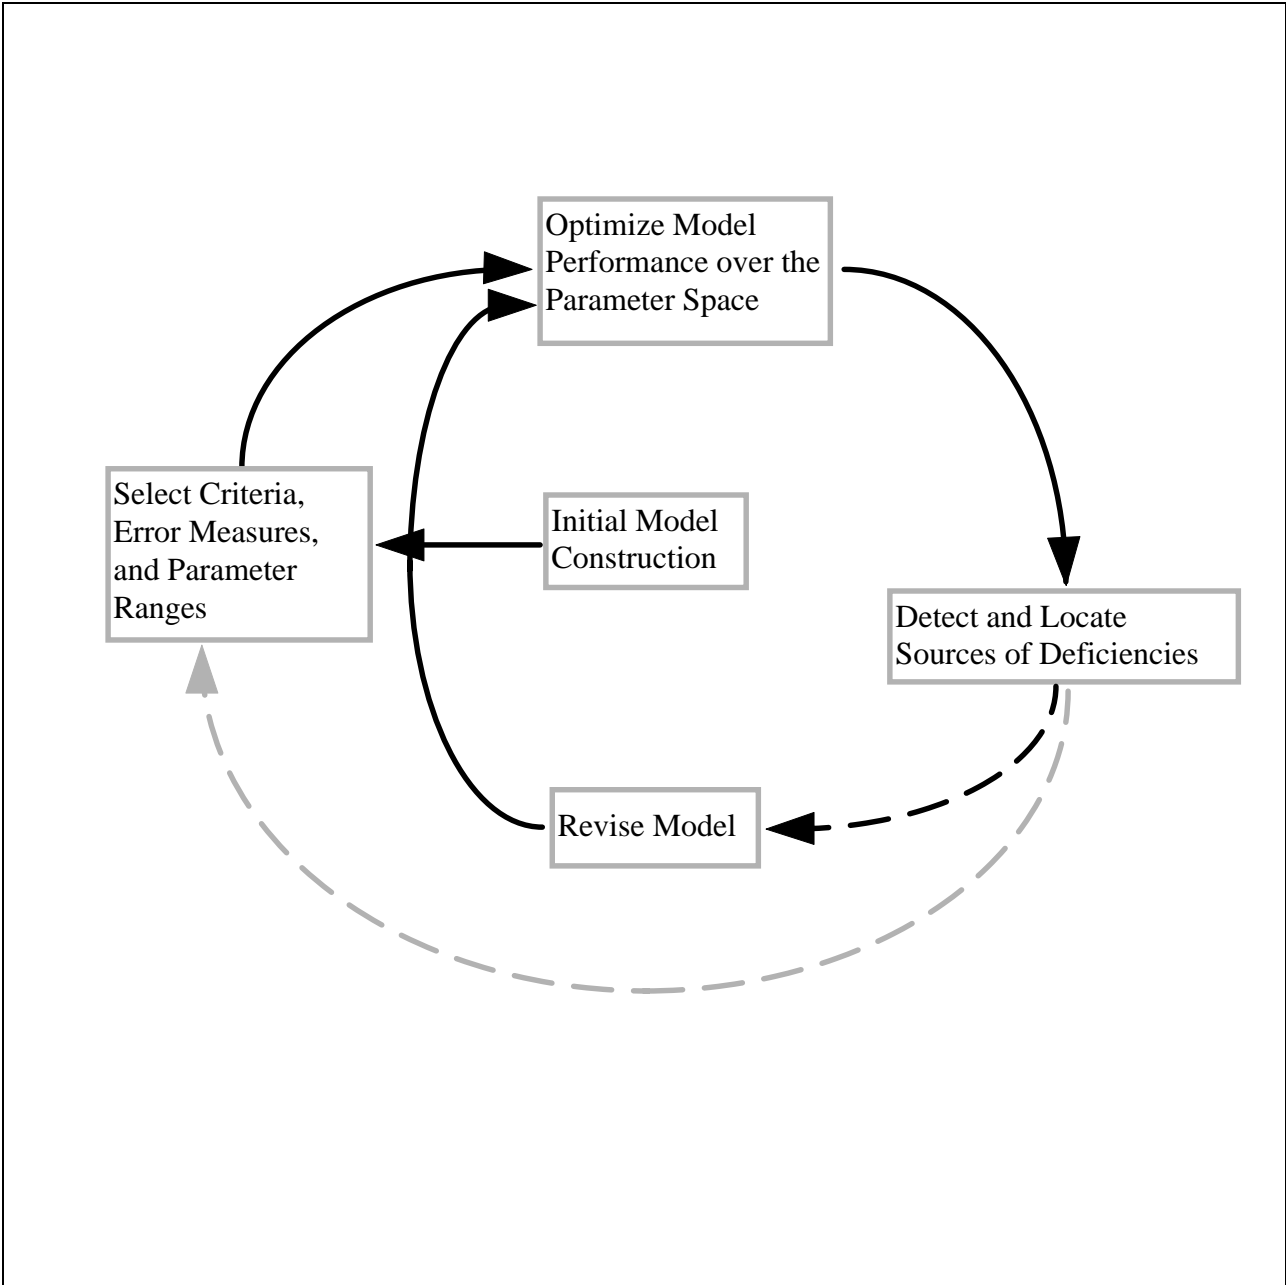 Optimize Model
Performance over the
Parameter Space
Select Criteria,
Error Measures,
and Parameter
Ranges
Initial Model
Construction
Detect and Locate
Sources of Deficiencies
Revise Model